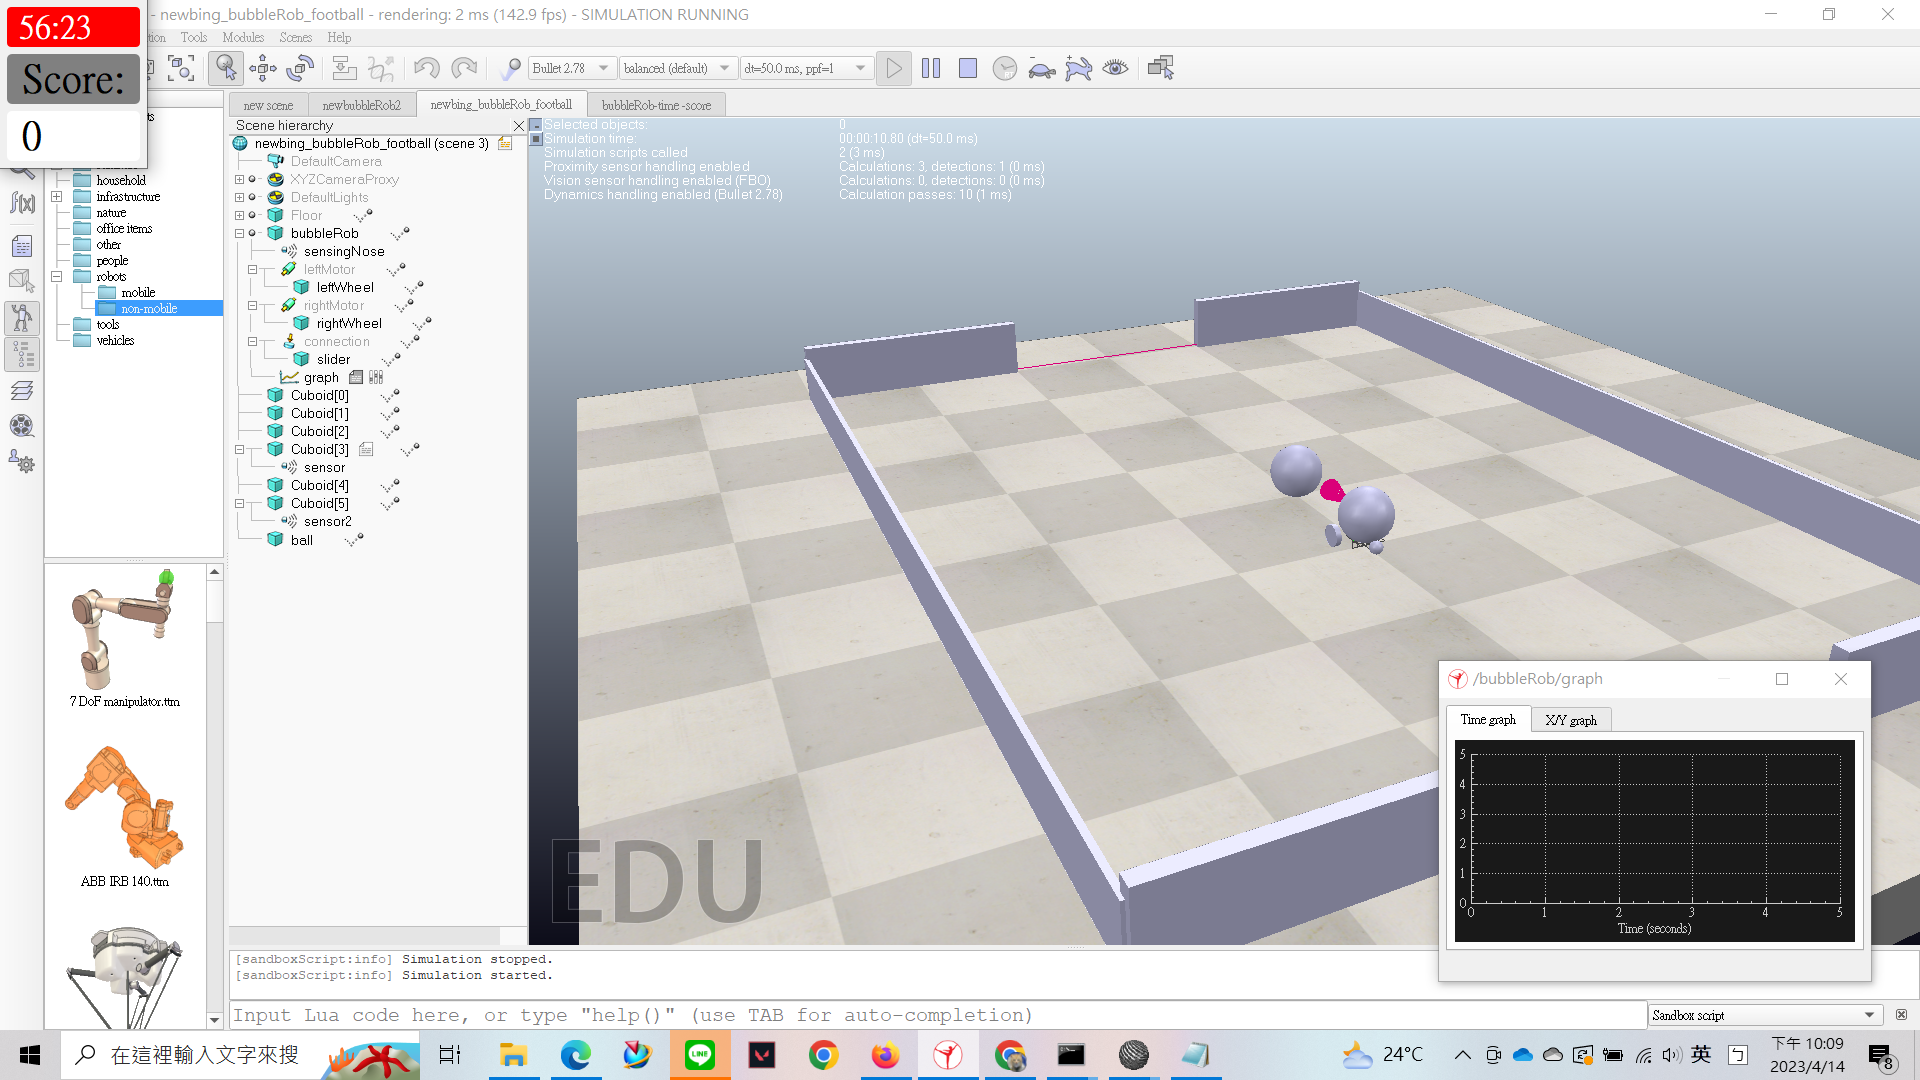 56:23
Score:
0
- newbing_bubbleRob_football - rendering: 2 ms (142.9 fps) - SIMULATION RUNNING
Tools Modules Scenes Help
Bullet 2.78 balanced (default) dt=50.0 ms, ppf=1
RT
new scene newbubbleRob2 newbing_bubbleRob_football bubbleRob-time -score
household
infrastructure
nature
office items
other
people
robots
mobile
non-mobile
tools
vehicles
7 DoF manipulator.ttm
ABB IRB 140.ttm
Scene hierarchy
newbing_bubbleRob_football (scene 3)
DefaultCamera
XYZCameraProxy
DefaultLights
Floor
bubbleRob
sensingNose
leftMotor
leftWheel
rightMotor
rightWheel
connection
slider
graph
Cuboid[0]
Cuboid[1]
Cuboid[2]
Cuboid[3]
sensor
Cuboid[4]
Cuboid[5]
sensor2
ball
Selected objects: 0
Simulation time: 00:00:10.80 (dt=50.0 ms)
Simulation scripts called 2 (3 ms)
Proximity sensor handling enabled Calculations: 3, detections: 1 (0 ms)
Vision sensor handling enabled (FBO) Calculations: 0, detections: 0 (0 ms)
Dynamics handling enabled (Bullet 2.78) Calculation passes: 10 (1 ms)
EDU
/bubbleRob/graph
Time graph X/Y graph
5
4
3
2
1
0
0 1 2 3 4 5
Time (seconds)
[sandboxScript:info] Simulation stopped.
[sandboxScript:info] Simulation started.
Input Lua code here, or type "help()" (use TAB for auto-completion)
Sandbox script
在這裡輸入文字來搜
LINE
24°C
英
下午 10:09
2023/4/14
8